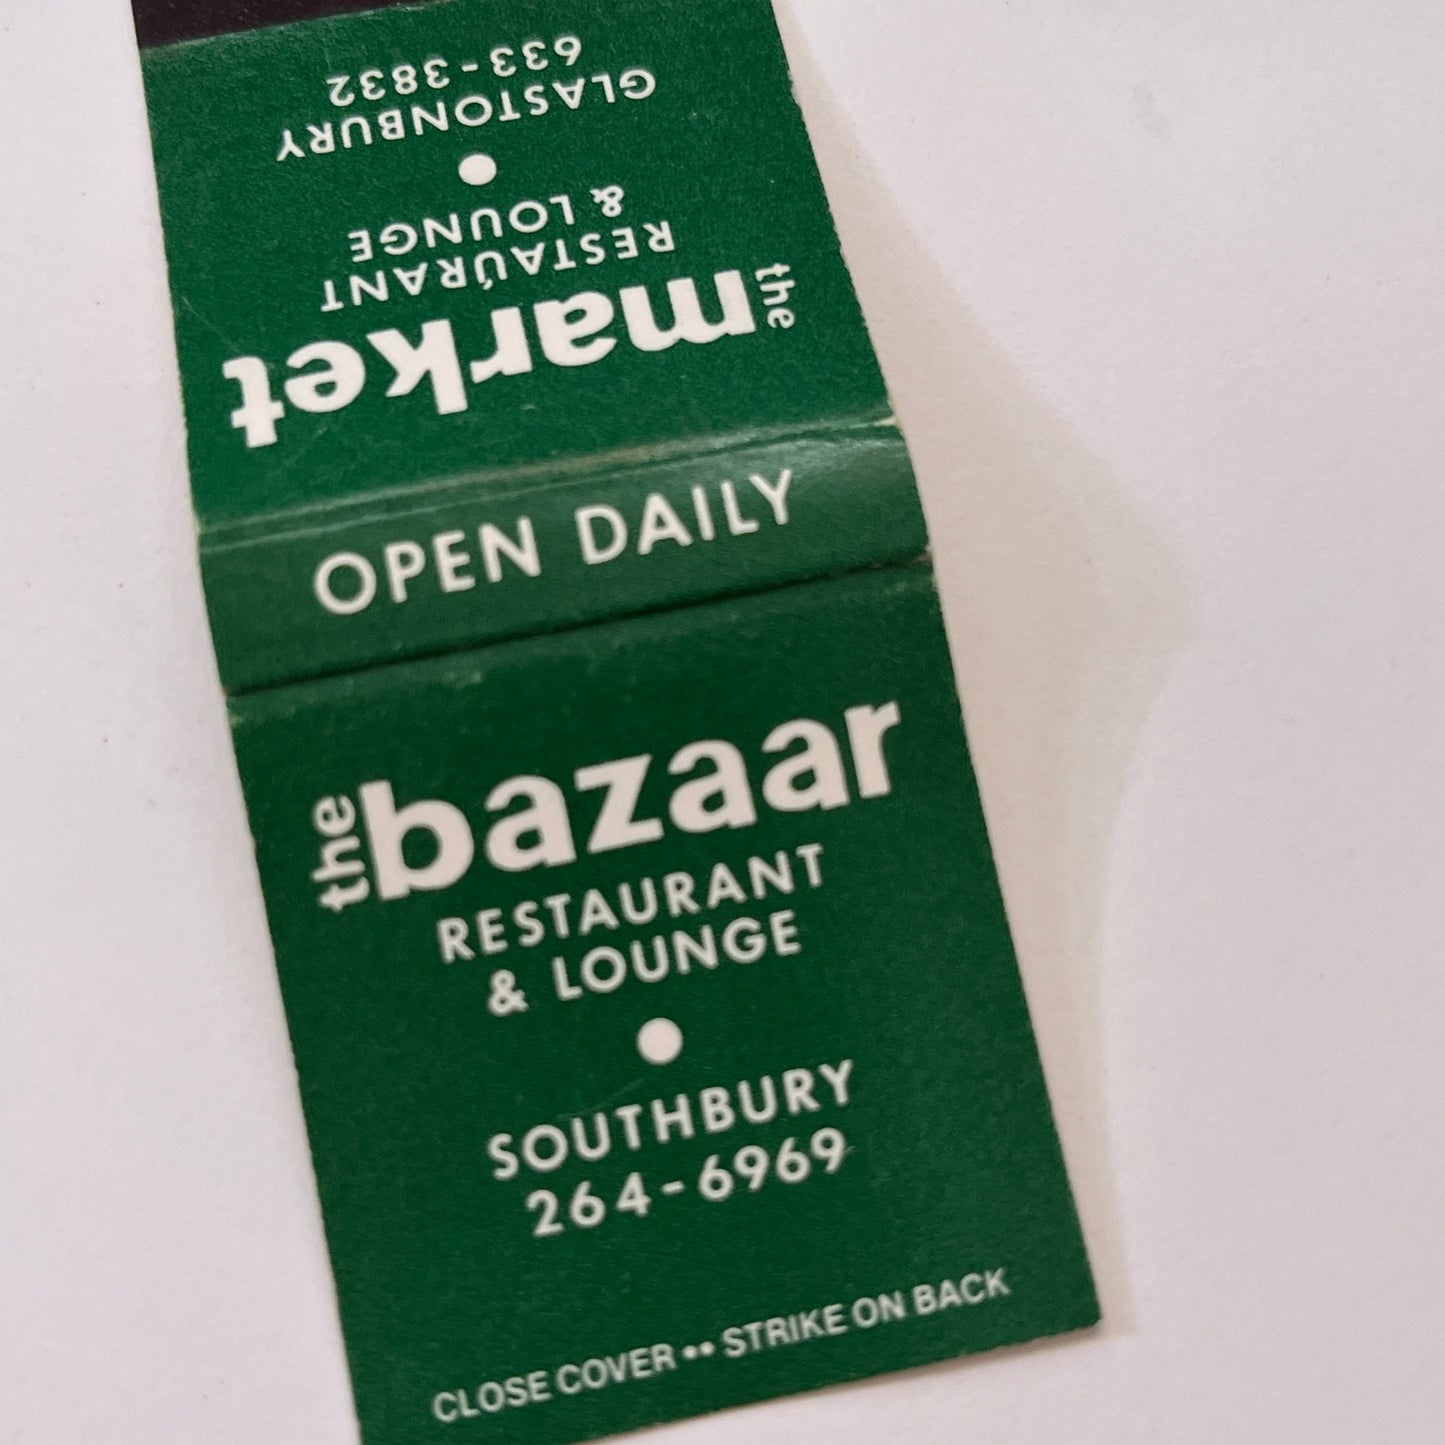 633-3832
GLASTONBURY
RESTAURANT
& LOUNGE
the market
OPEN DAILY
the bazaar
RESTAURANT
& LOUNGE
SOUTHBURY
264-6969
CLOSE COVER •• STRIKE ON BACK